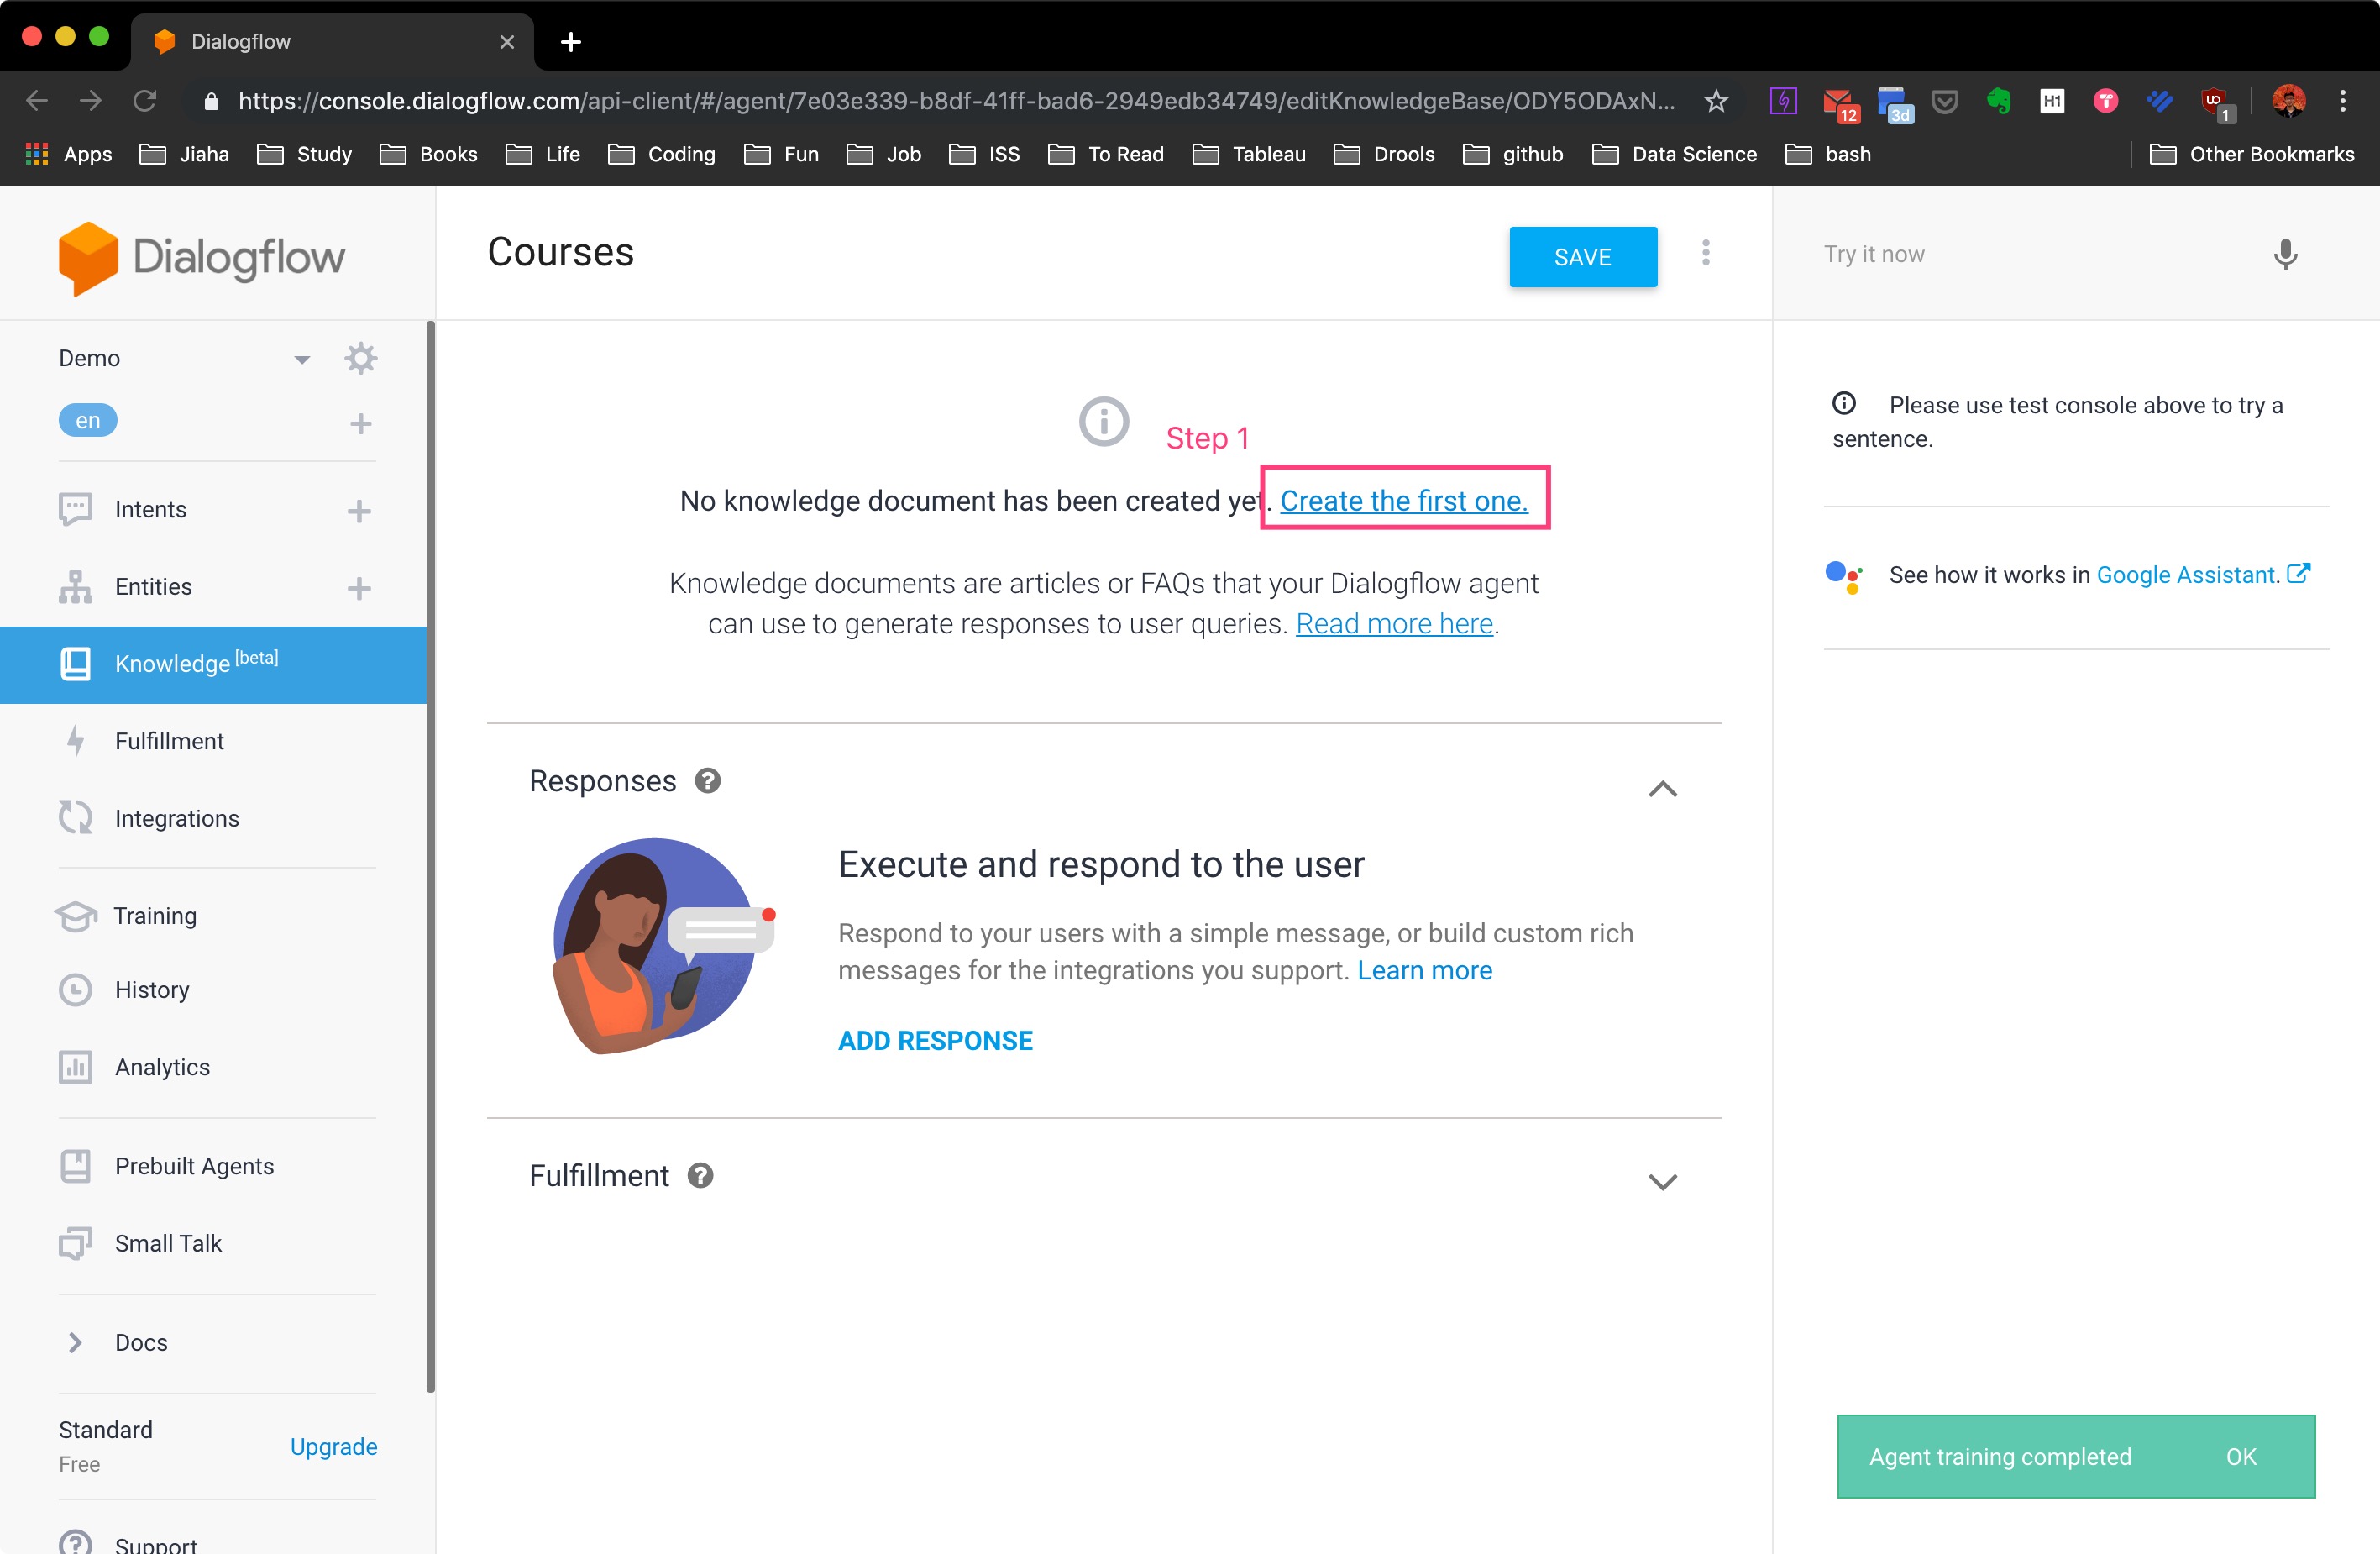 Dialogflow
https://console.dialogflow.com/api-client/#/agent/7e03e339-b8df-41ff-bad6-2949edb34749/editKnowledgeBase/ODY5ODAxN...
12
3d
H1
1
Apps Jiaha Study Books Life Coding Fun Job ISS To Read Tableau Drools github Data Science bash Other Bookmarks
Dialogflow
Demo
en
Intents
Entities
Knowledge [beta]
Fulfillment
Integrations
Training
History
Analytics
Prebuilt Agents
Small Talk
Docs
Standard
Free
Upgrade
Support
Courses
SAVE
Step 1
No knowledge document has been created yet. Create the first one.
Knowledge documents are articles or FAQs that your Dialogflow agent
can use to generate responses to user queries. Read more here.
Responses
Execute and respond to the user
Respond to your users with a simple message, or build custom rich
messages for the integrations you support. Learn more
ADD RESPONSE
Fulfillment
Try it now
Please use test console above to try a
sentence.
See how it works in Google Assistant.
Agent training completed OK